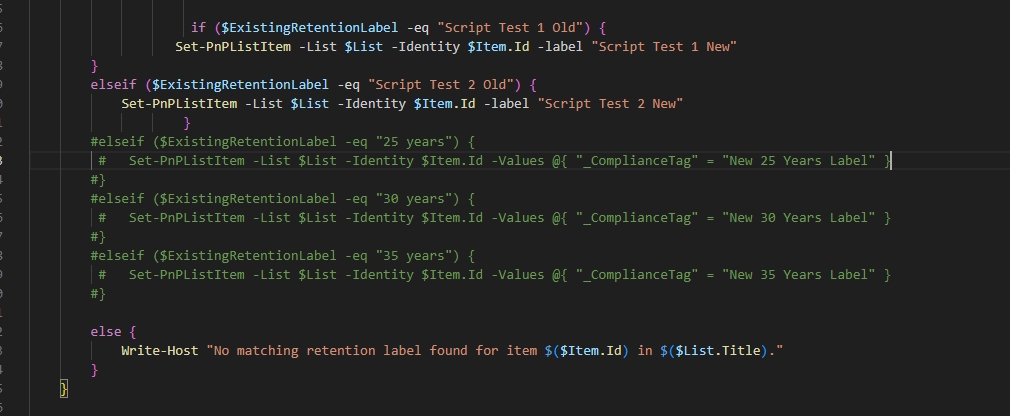 if ($ExistingRetentionLabel -eq "Script Test 1 Old") {
Set-PnPListItem -List $List -Identity $Item.Id -label "Script Test 1 New"
}
elseif ($ExistingRetentionLabel -eq "Script Test 2 Old") {
Set-PnPListItem -List $List -Identity $Item.Id -label "Script Test 2 New"
}
#elseif ($ExistingRetentionLabel -eq "25 years") {
#   Set-PnPListItem -List $List -Identity $Item.Id -Values @{ "_ComplianceTag" = "New 25 Years Label" }
#}
#elseif ($ExistingRetentionLabel -eq "30 years") {
#   Set-PnPListItem -List $List -Identity $Item.Id -Values @{ "_ComplianceTag" = "New 30 Years Label" }
#}
#elseif ($ExistingRetentionLabel -eq "35 years") {
#   Set-PnPListItem -List $List -Identity $Item.Id -Values @{ "_ComplianceTag" = "New 35 Years Label" }
#}
else {
Write-Host "No matching retention label found for item $($Item.Id) in $($List.Title)."
}
}